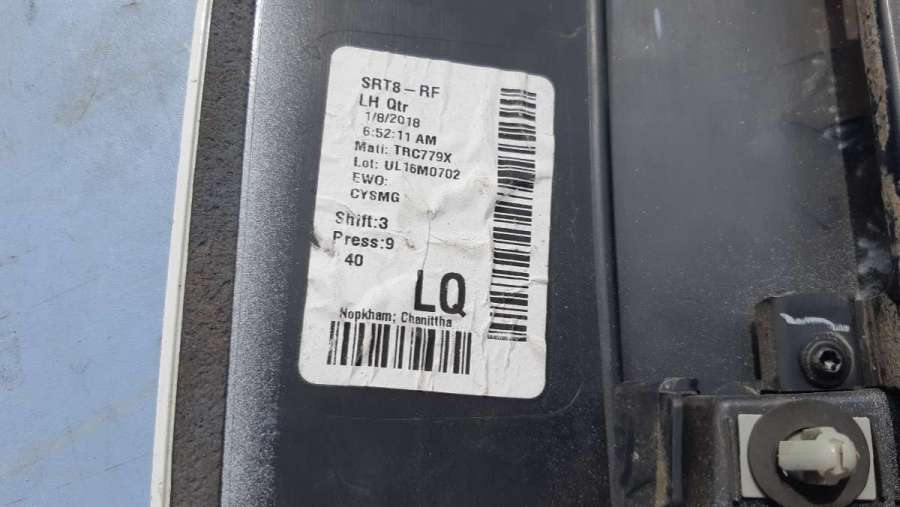 SRT8-RF
LH Qtr
1/8/2018
6:52:11 AM
Matl: TRC779X
Lot: UL16M0702
EWO:
CYSMG
Shift:3
Press:9
40
LQ
Nopkham; Chanittha